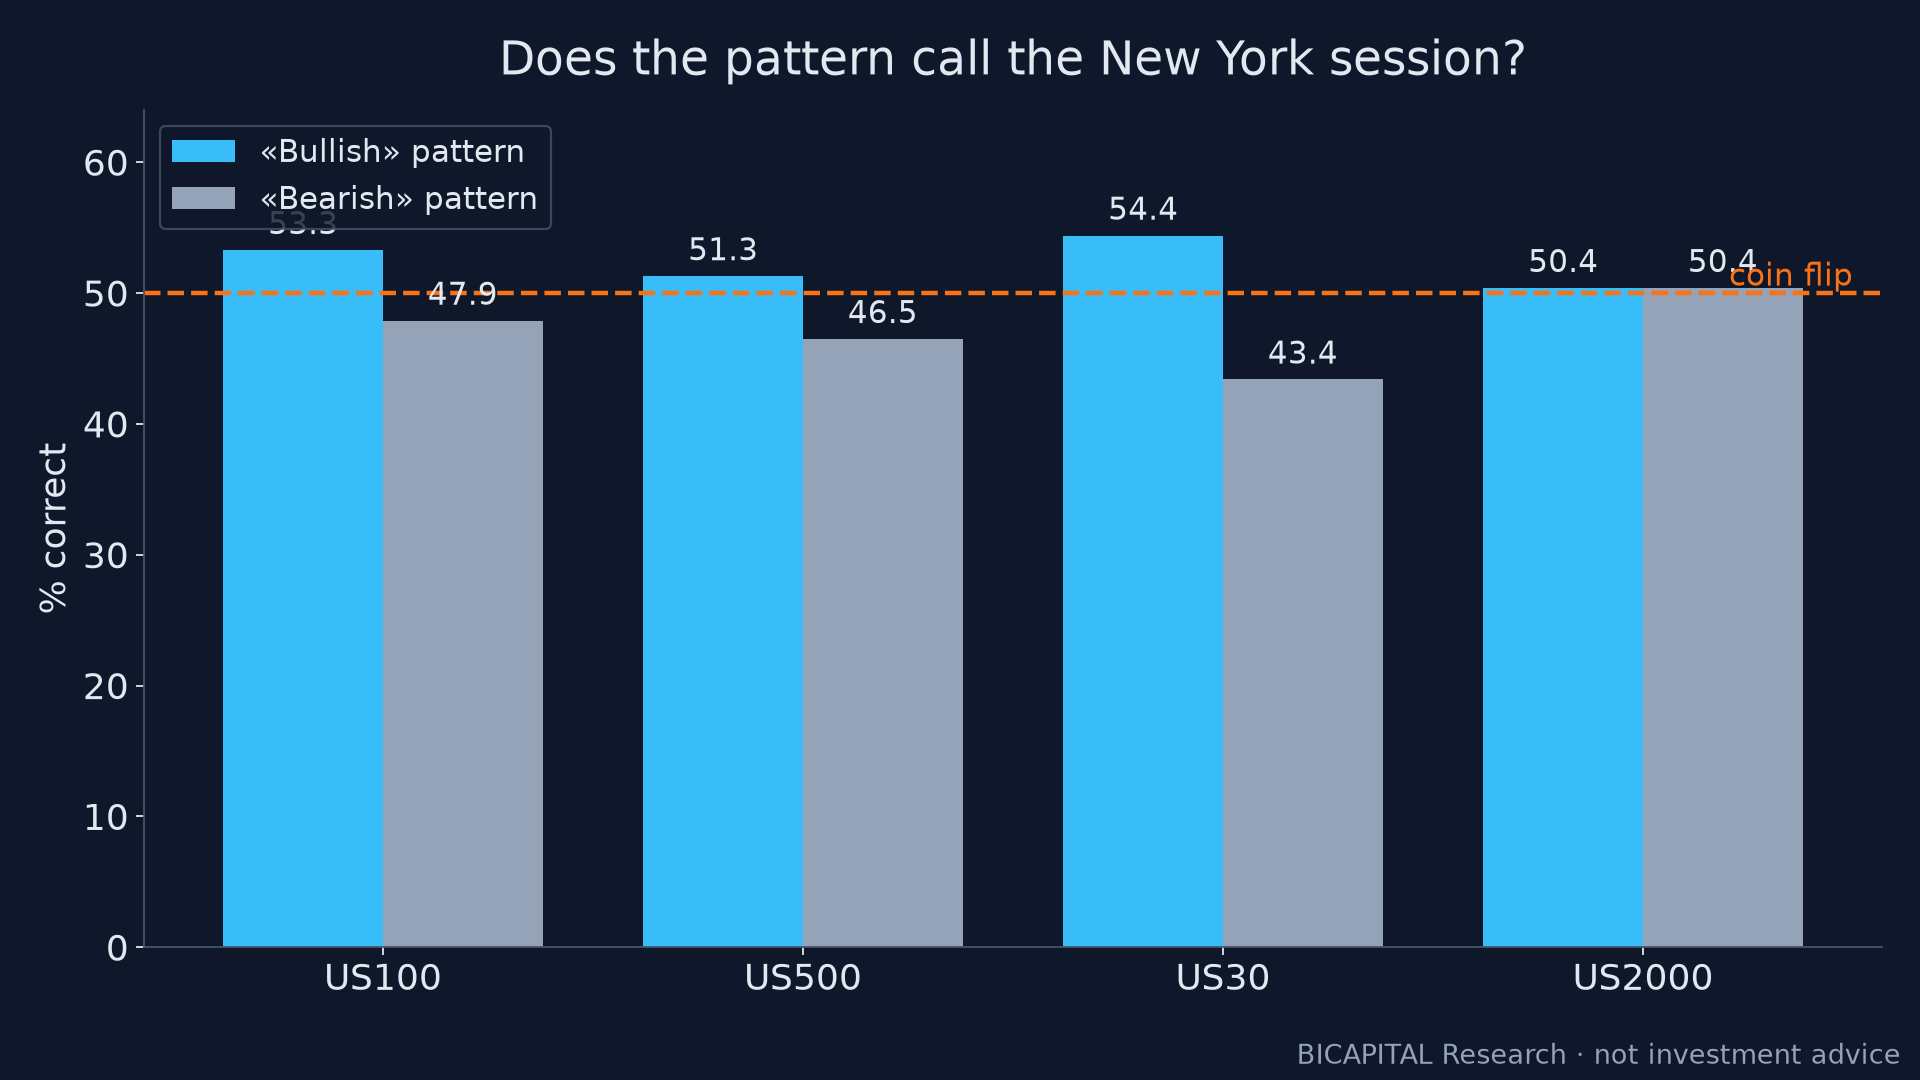 Does the pattern call the New York session?
«Bullish» pattern
«Bearish» pattern
% correct
60
50
40
30
20
10
0
53.3
47.9
51.3
46.5
54.4
43.4
50.4
50.4
coin flip
US100
US500
US30
US2000
BICAPITAL Research · not investment advice